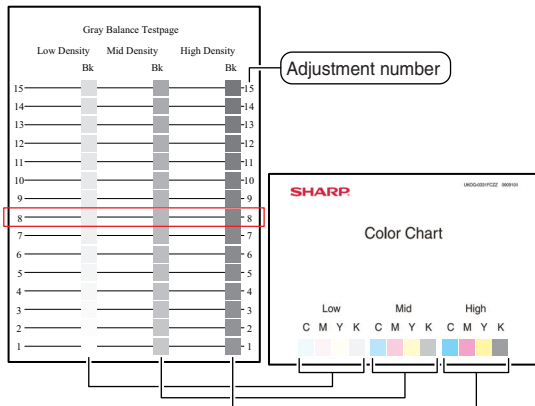 Gray Balance Testpage
Low Density Mid Density High Density
Bk Bk Bk
Adjustment number
15 15
14 14
13 13
12 12
11 11
10 10
9 9
8 8
7 7
6 6
5 5
4 4
3 3
2 2
1 1
SHARP
Color Chart
Low Mid High
C M Y K C M Y K C M Y K